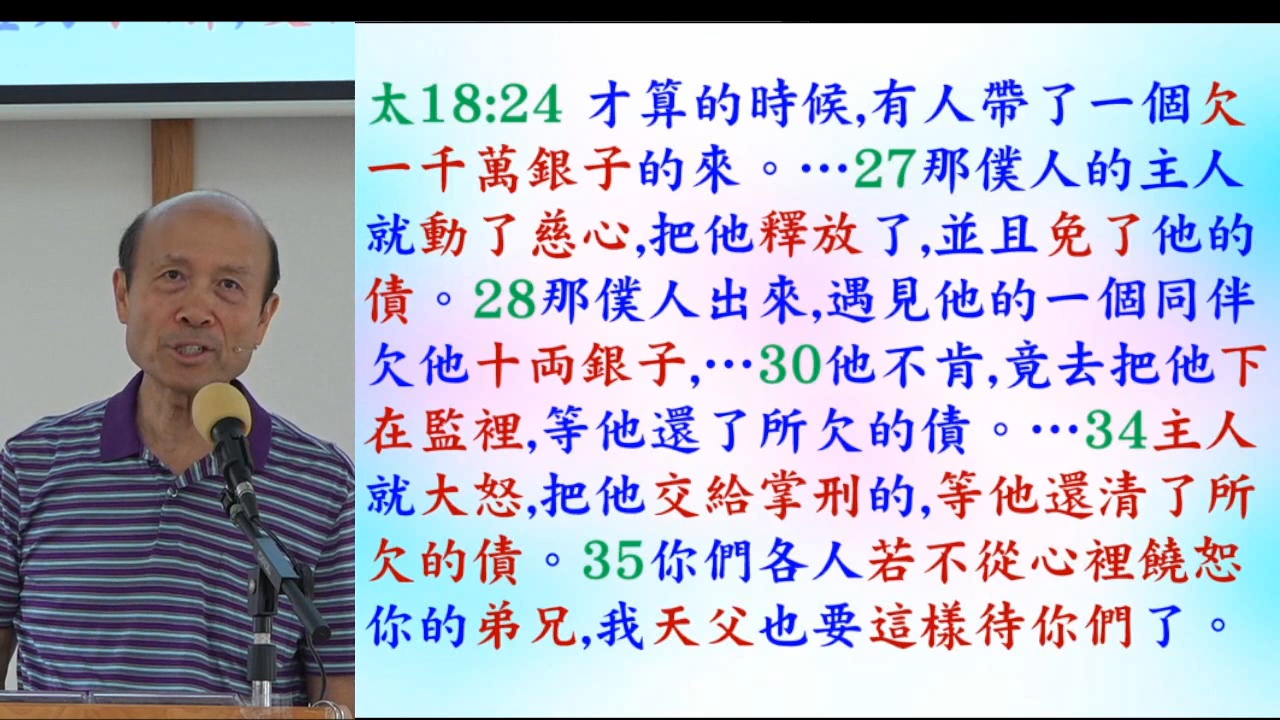 太18:24 才算的時候,有人帶了一個欠
一千萬銀子的來。…27那僕人的主人
就動了慈心,把他釋放了,並且免了他的
債。28那僕人出來,遇見他的一個同伴
欠他十両銀子,…30他不肯,竟去把他下
在監裡,等他還了所欠的債。…34主人
就大怒,把他交給掌刑的,等他還清了所
欠的債。35你們各人若不從心裡饒恕
你的弟兄,我天父也要這樣待你們了。